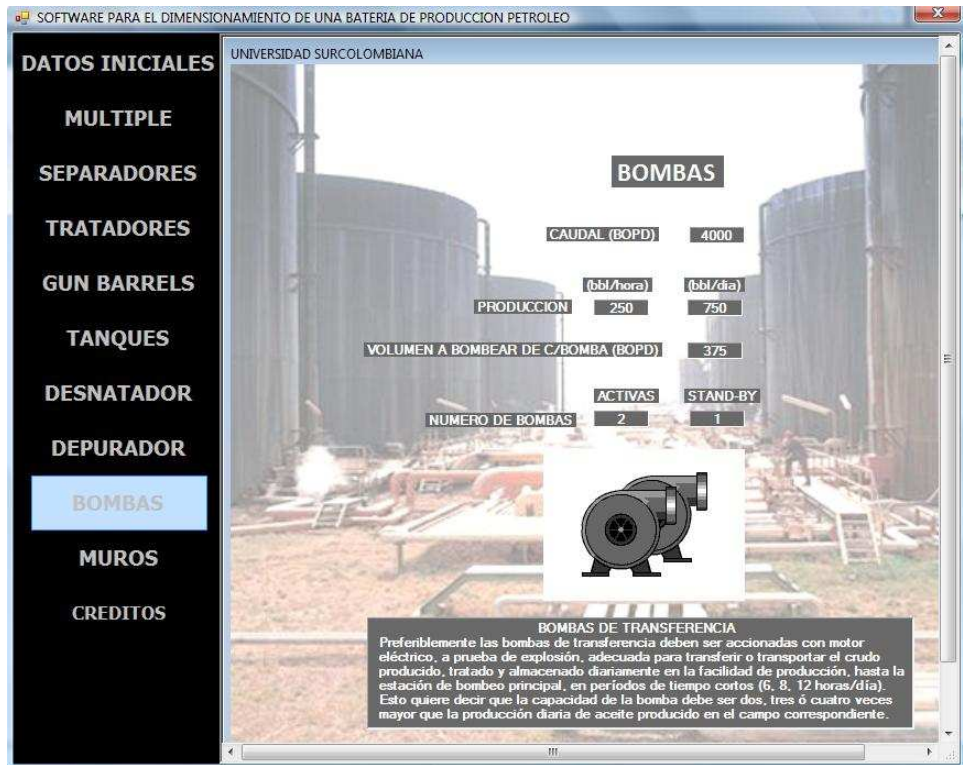 SOFTWARE PARA EL DIMENSIONAMIENTO DE UNA BATERIA DE PRODUCCION PETROLEO
DATOS INICIALES
MULTIPLE
SEPARADORES
TRATADORES
GUN BARRELS
TANQUES
DESNATADOR
DEPURADOR
BOMBAS
MUROS
CREDITOS
UNIVERSIDAD SURCOLOMBIANA
BOMBAS
CAUDAL (BOPD) 4000
(bbl/hora) (bbl/dia)
PRODUCCION 250 750
VOLUMEN A BOMBEAR DE C/BOMBA (BOPD) 375
ACTIVAS STAND-BY
NUMERO DE BOMBAS 2 1
BOMBAS DE TRANSFERENCIA
Preferiblemente las bombas de transferencia deben ser accionadas con motor
eléctrico, a prueba de explosión, adecuada para transferir o transportar el crudo
producido, tratado y almacenado diariamente en la facilidad de producción, hasta la
estación de bombeo principal, en períodos de tiempo cortos (6, 8, 12 horas/día).
Esto quiere decir que la capacidad de la bomba debe ser dos, tres ó cuatro veces
mayor que la producción diaria de aceite producido en el campo correspondiente.